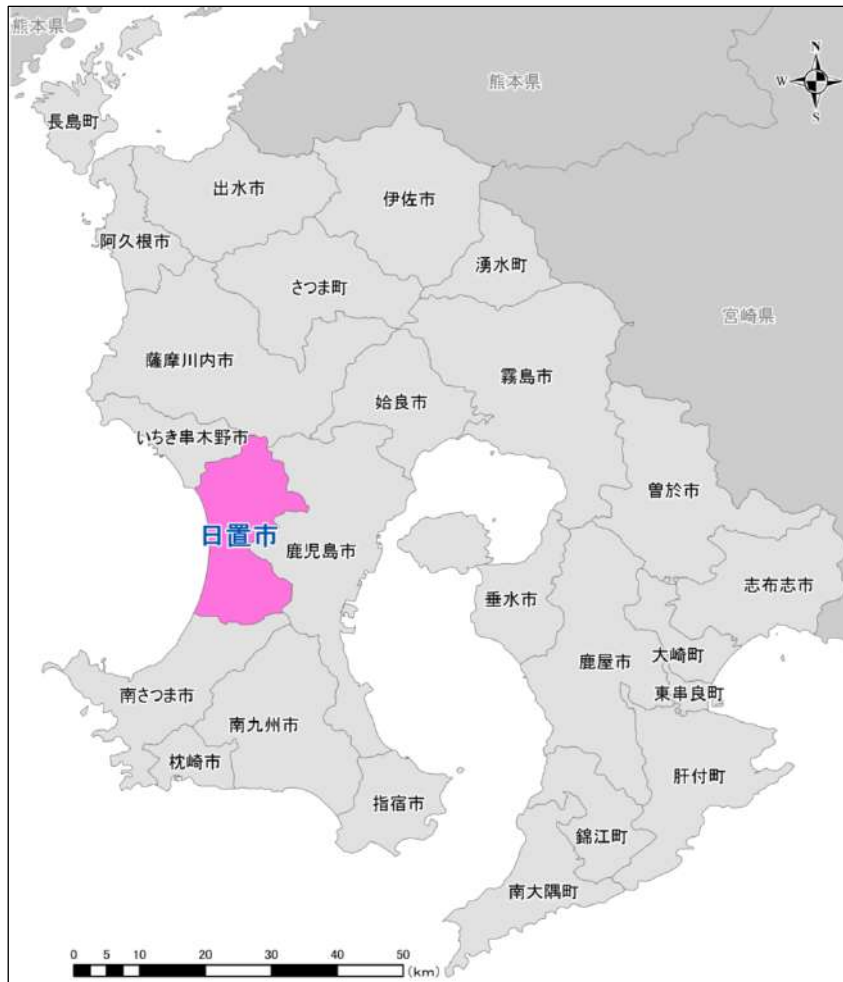 熊本県
熊本県
N
W
S
長島町
出水市
伊佐市
阿久根市
湧水町
さつま町
宮崎県
薩摩川内市
霧島市
姶良市
いちき串木野市
曽於市
日置市
鹿児島市
志布志市
垂水市
鹿屋市
大崎町
東串良町
南さつま市
南九州市
枕崎市
肝付町
指宿市
錦江町
南大隅町
0 5 10 20 30 40 50
(km)